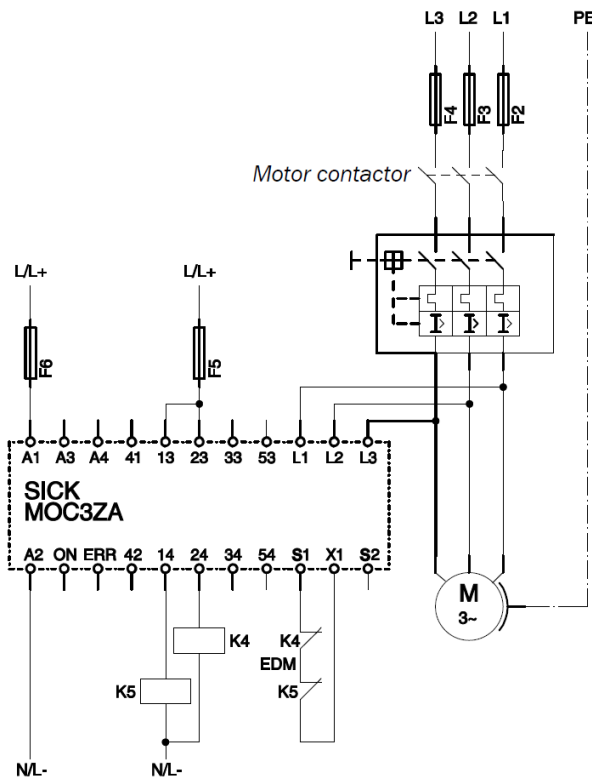 L3 L2 L1 PE
F4 F3 F2
Motor contactor
L/L+ L/L+
F6 F5
A1 A3 A4 41 13 23 33 53 L1 L2 L3
SICK
MOC3ZA
A2 ON ERR 42 14 24 34 54 S1 X1 S2
M
3~
K4 K4
EDM
K5 K5
N/L- N/L-